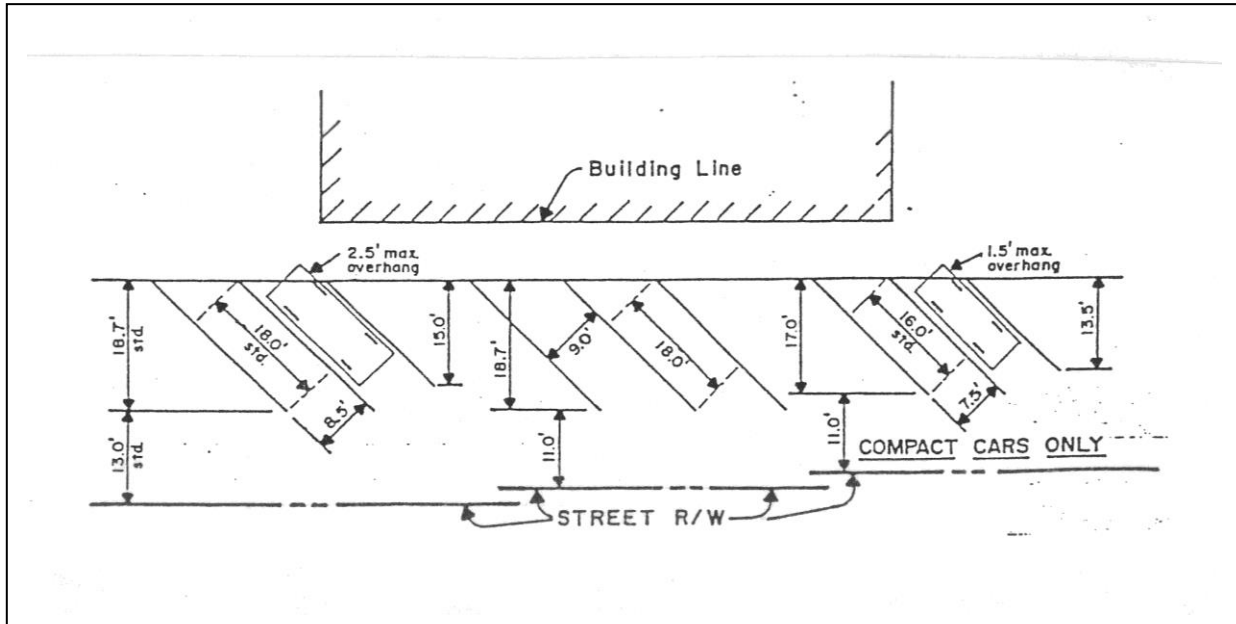 Building Line
2.5' max.
overhang
1.5' max.
overhang
18.7'
std.
18.0'
std.
15.0'
18.7'
9.0'
18.0'
17.0'
16.0'
std.
13.5'
8.5'
7.5'
13.0'
std.
11.0'
11.0'
COMPACT CARS ONLY
STREET R/W